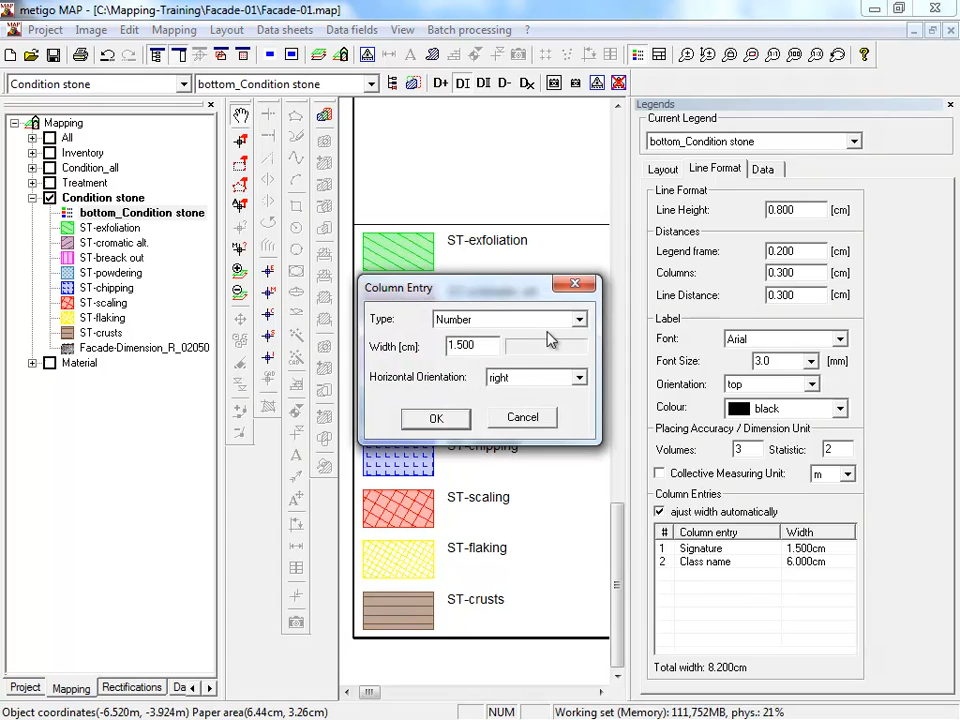 metigo MAP - [C:\Mapping-Training\Facade-01\Facade-01.map]
Project Image Edit Mapping Layout Data sheets Data fields View Batch processing ?
Condition stone bottom_Condition stone D+ DI DII D- Dx
Mapping
All
Inventory
Condition_all
Treatment
Condition stone
bottom_Condition stone
ST-exfoliation
ST-cromatic alt.
ST-breack out
ST-powdering
ST-chipping
ST-scaling
ST-flaking
ST-crusts
Facade-Dimension_R_02050
Material
Project Mapping Rectifications Da
ST-exfoliation
Column Entry
Type: Number
Width [cm]: 1.500
Horizontal Orientation: right
OK Cancel
ST-chipping
ST-scaling
ST-flaking
ST-crusts
Legends
Current Legend
bottom_Condition stone
Layout Line Format Data
Line Format
Line Height: 0.800 [cm]
Distances
Legend frame: 0.200 [cm]
Columns: 0.300 [cm]
Line Distance: 0.300 [cm]
Label
Font: Arial
Font Size: 3.0 [mm]
Orientation: top
Colour: black
Placing Accuracy / Dimension Unit
Volumes: 3 Statistic: 2
Collective Measuring Unit: m
Column Entries
ajust width automatically
# Column entry Width
1 Signature 1.500cm
2 Class name 6.000cm
Total width: 8.200cm
Object coordinates(-6.520m, -3.924m) Paper area(6.44cm, 3.26cm) NUM Working set (Memory): 111,752MB, phys.: 21%